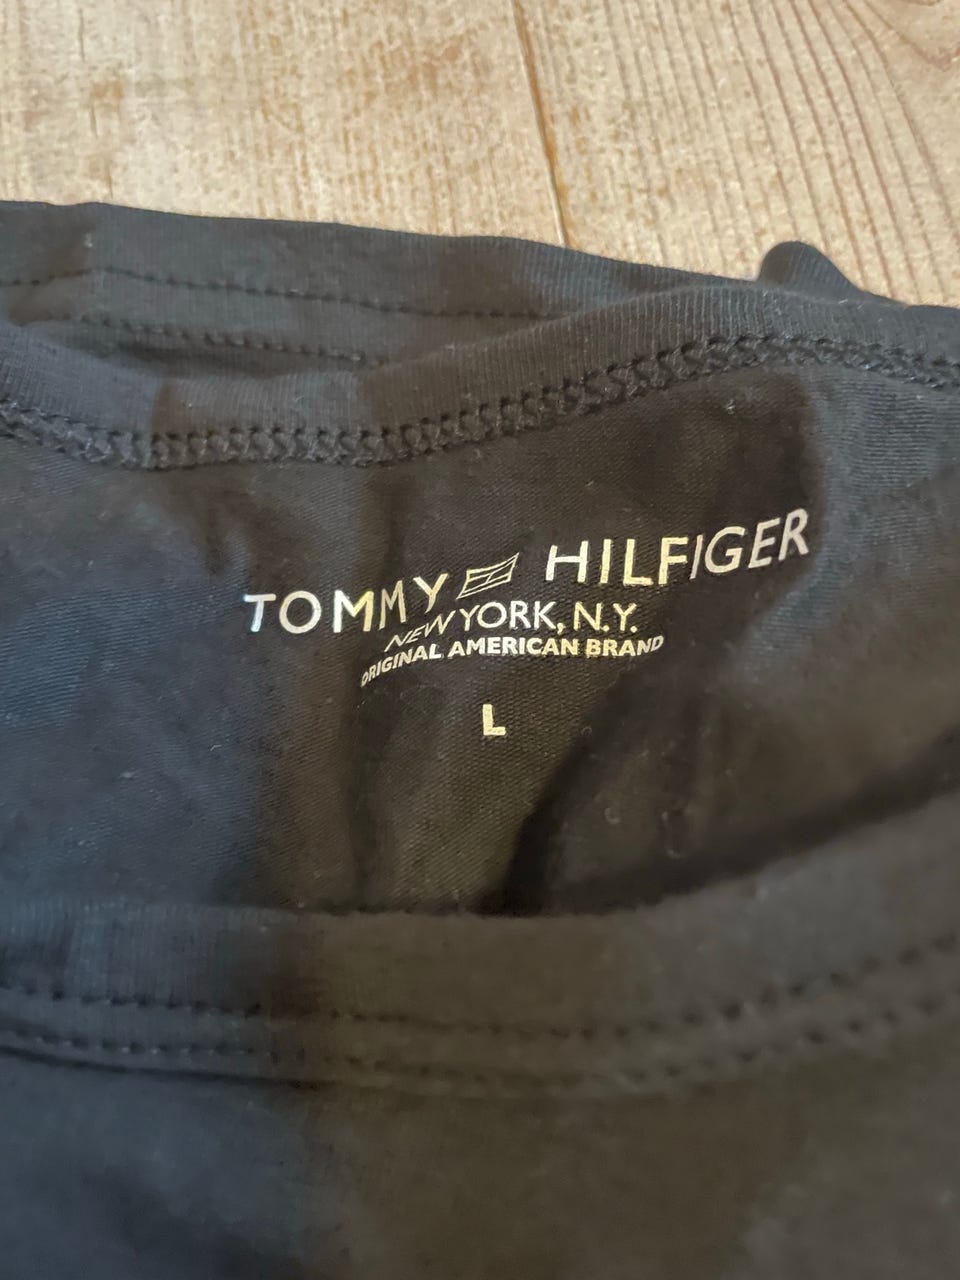 TOMMY HILFIGER
NEW YORK, N.Y.
ORIGINAL AMERICAN BRAND
L